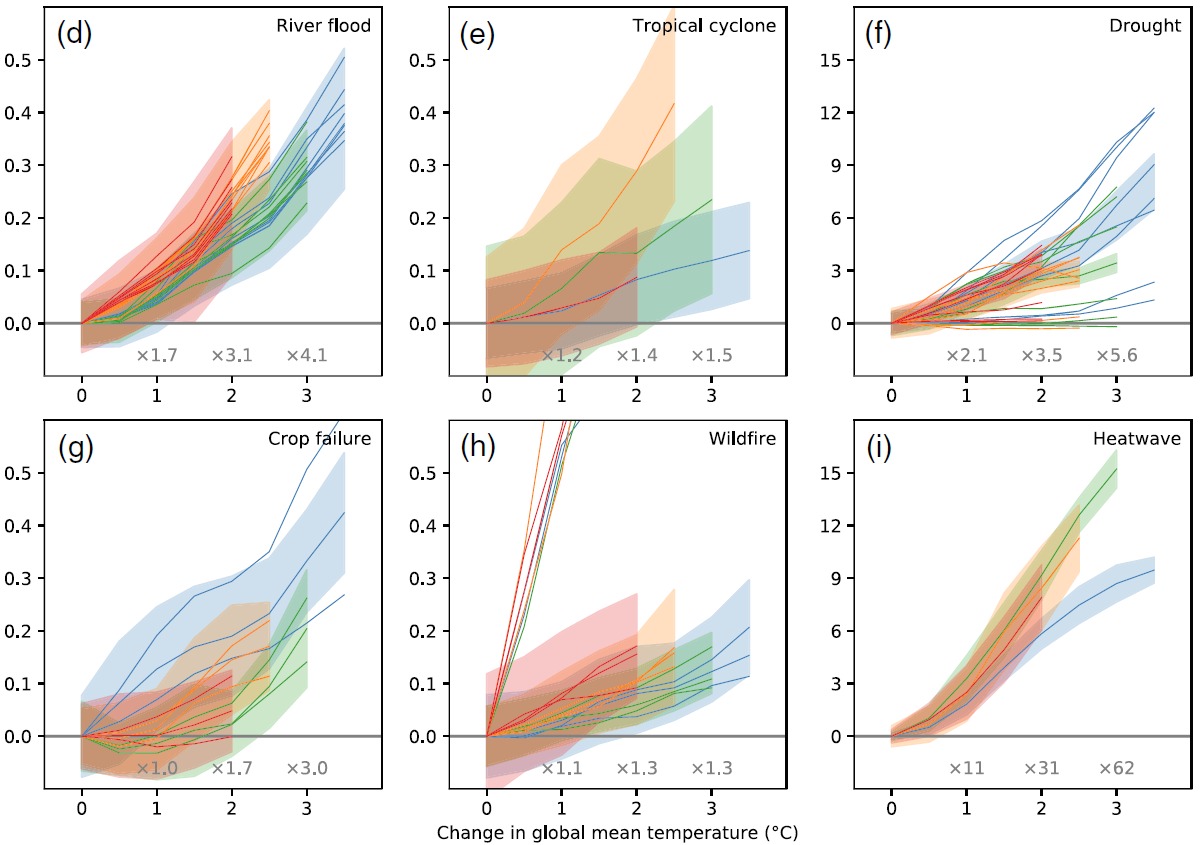 (d) River flood
0.5
0.4
0.3
0.2
0.1
0.0
×1.7 ×3.1 ×4.1
0 1 2 3
(e) Tropical cyclone
0.5
0.4
0.3
0.2
0.1
0.0
×1.2 ×1.4 ×1.5
0 1 2 3
(f) Drought
15
12
9
6
3
0
×2.1 ×3.5 ×5.6
0 1 2 3
(g) Crop failure
0.5
0.4
0.3
0.2
0.1
0.0
×1.0 ×1.7 ×3.0
0 1 2 3
(h) Wildfire
0.5
0.4
0.3
0.2
0.1
0.0
×1.1 ×1.3 ×1.3
0 1 2 3
Change in global mean temperature (°C)
(i) Heatwave
15
12
9
6
3
0
×11 ×31 ×62
0 1 2 3